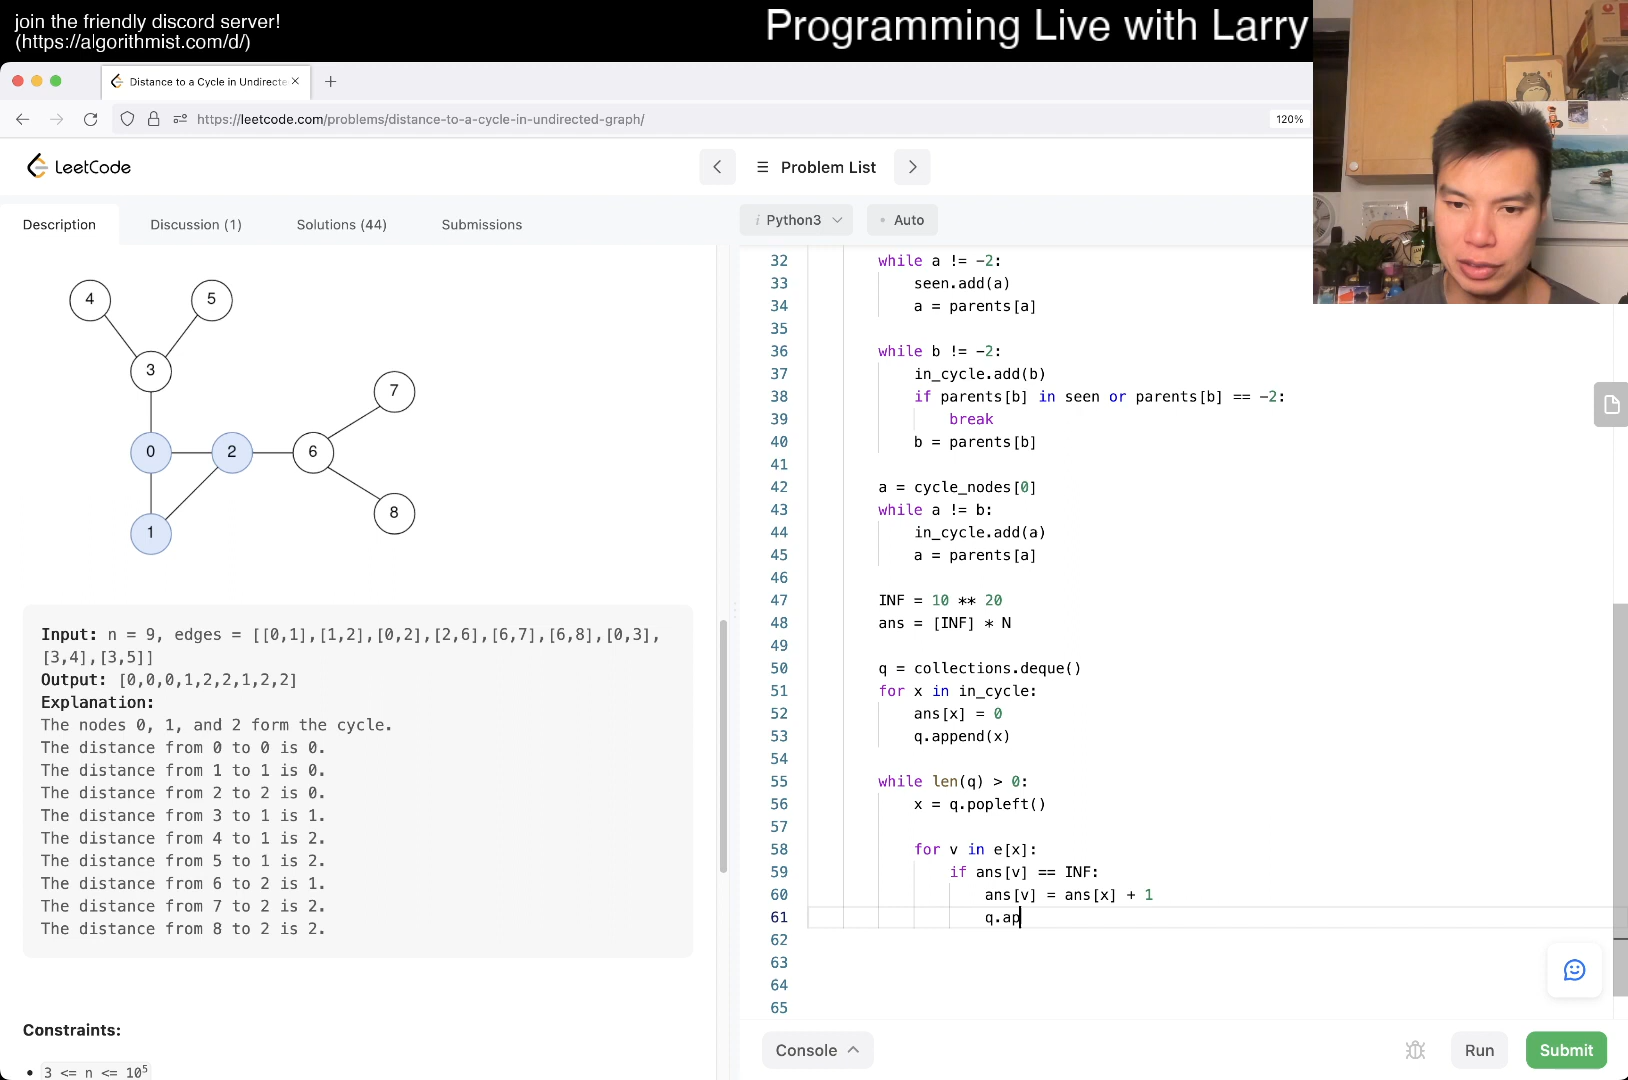 join the friendly discord server!
(https://algorithmist.com/d/)
Programming Live with Larry
Distance to a Cycle in Undirecte
https://leetcode.com/problems/distance-to-a-cycle-in-undirected-graph/
120%
LeetCode
Problem List
Description
Discussion (1)
Solutions (44)
Submissions
i Python3
Auto
4
5
3
7
0
2
6
1
8
Input: n = 9, edges = [[0,1],[1,2],[0,2],[2,6],[6,7],[6,8],[0,3],
[3,4],[3,5]]
Output: [0,0,0,1,2,2,1,2,2]
Explanation:
The nodes 0, 1, and 2 form the cycle.
The distance from 0 to 0 is 0.
The distance from 1 to 1 is 0.
The distance from 2 to 2 is 0.
The distance from 3 to 1 is 1.
The distance from 4 to 1 is 2.
The distance from 5 to 1 is 2.
The distance from 6 to 2 is 1.
The distance from 7 to 2 is 2.
The distance from 8 to 2 is 2.
Constraints:
• 3 <= n <= 10⁵
32 while a != -2:
33 seen.add(a)
34 a = parents[a]
35
36 while b != -2:
37 in_cycle.add(b)
38 if parents[b] in seen or parents[b] == -2:
39 break
40 b = parents[b]
41
42 a = cycle_nodes[0]
43 while a != b:
44 in_cycle.add(a)
45 a = parents[a]
46
47 INF = 10 ** 20
48 ans = [INF] * N
49
50 q = collections.deque()
51 for x in in_cycle:
52 ans[x] = 0
53 q.append(x)
54
55 while len(q) > 0:
56 x = q.popleft()
57
58 for v in e[x]:
59 if ans[v] == INF:
60 ans[v] = ans[x] + 1
61 q.ap
62
63
64
65
Console
Run
Submit